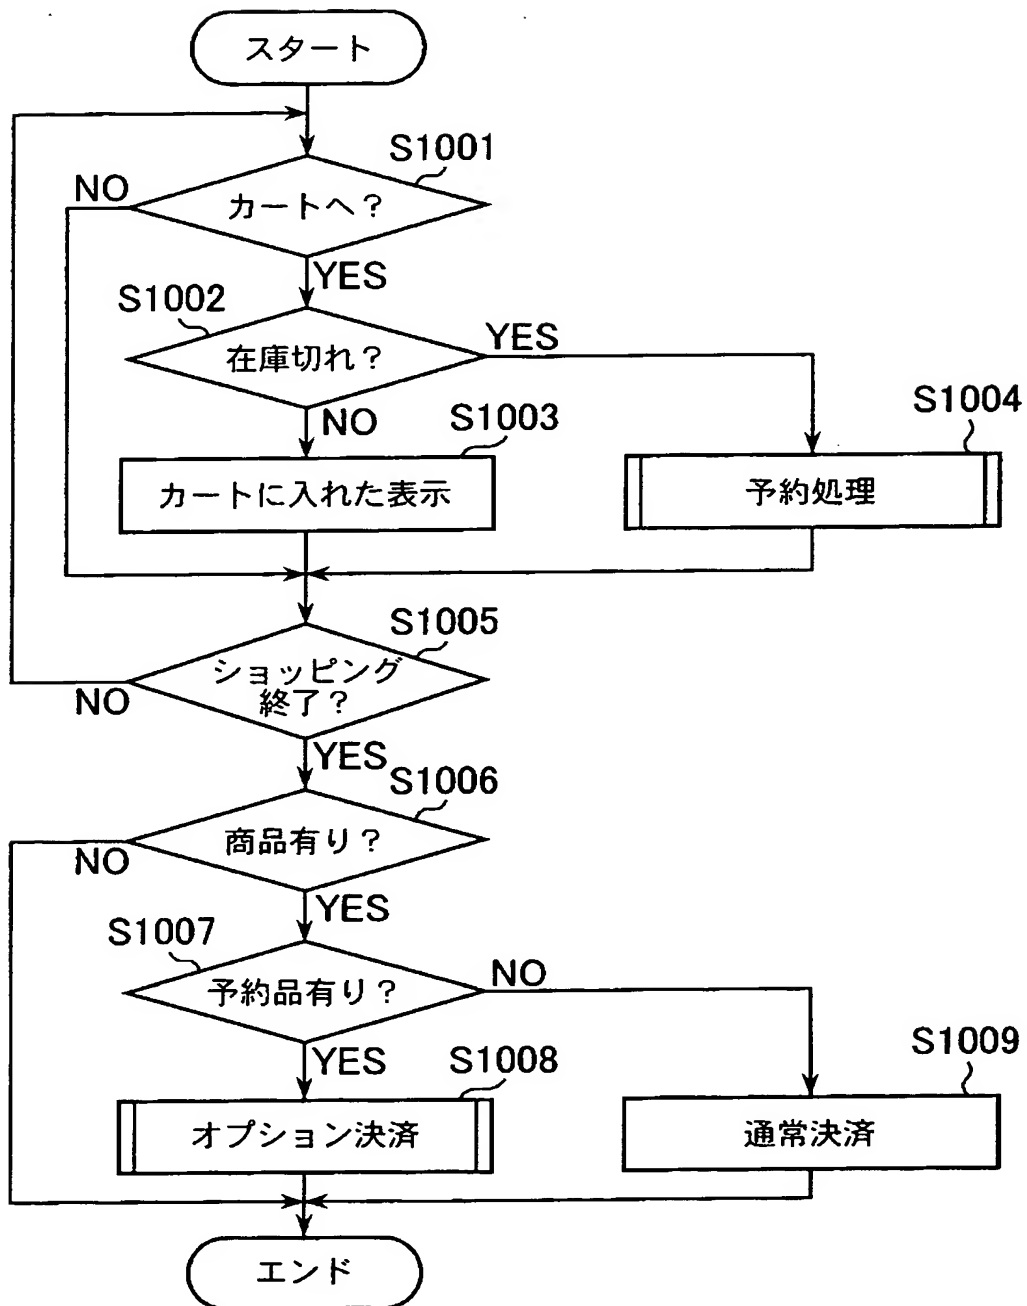 スタート
S1001
NO
カートへ?
YES
S1002
在庫切れ?
YES
NO
S1003
S1004
カートに入れた表示
予約処理
S1005
ショッピング
終了?
NO
YES
S1006
商品有り?
NO
YES
S1007
予約品有り?
NO
YES
S1008
S1009
オプション決済
通常決済
エンド